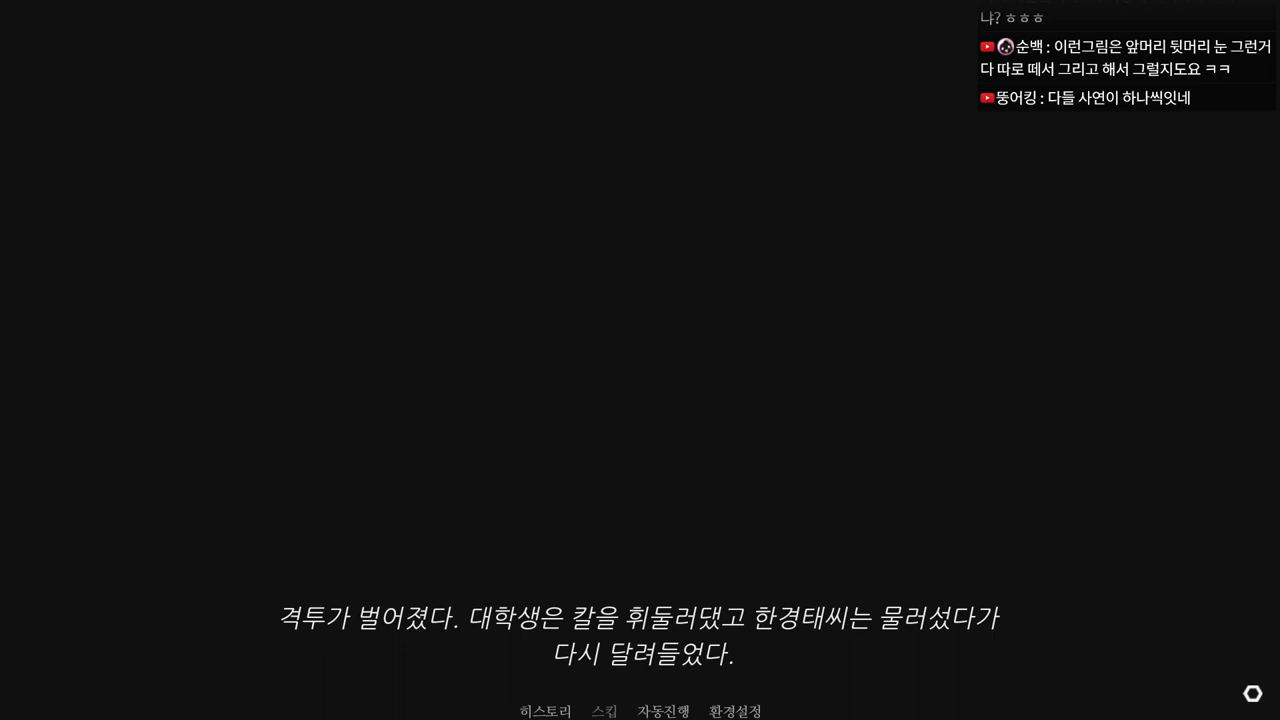 냐? ㅎㅎㅎ
순백 : 이런그림은 앞머리 뒷머리 눈 그런거
다 따로 떼서 그리고 해서 그럴지도요 ㅋㅋ
뚱어킹 : 다들 사연이 하나씩잇네
격투가 벌어졌다. 대학생은 칼을 휘둘러댔고 한경태씨는 물러섰다가
다시 달려들었다.
히스토리 스킵 자동진행 환경설정